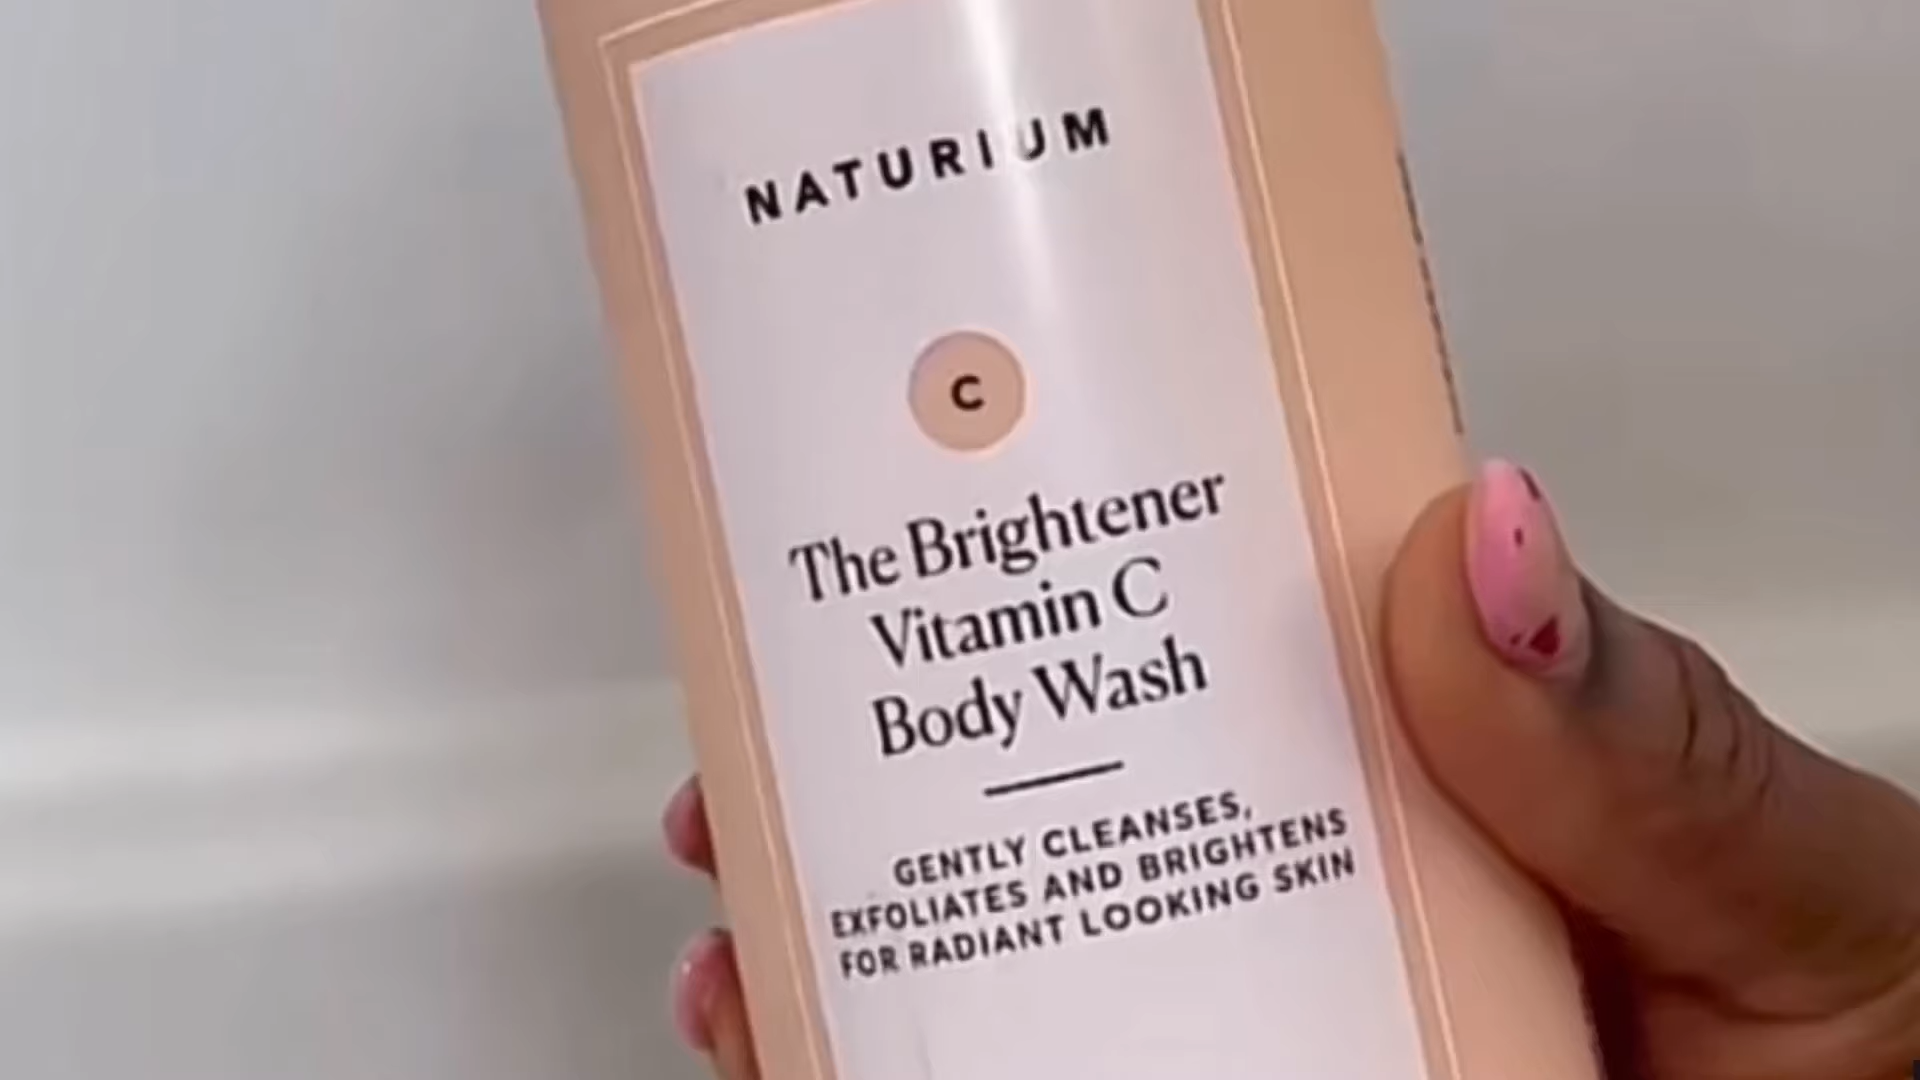 NATURIUM
C
The Brightener
Vitamin C
Body Wash
GENTLY CLEANSES,
EXFOLIATES AND BRIGHTENS
FOR RADIANT LOOKING SKIN